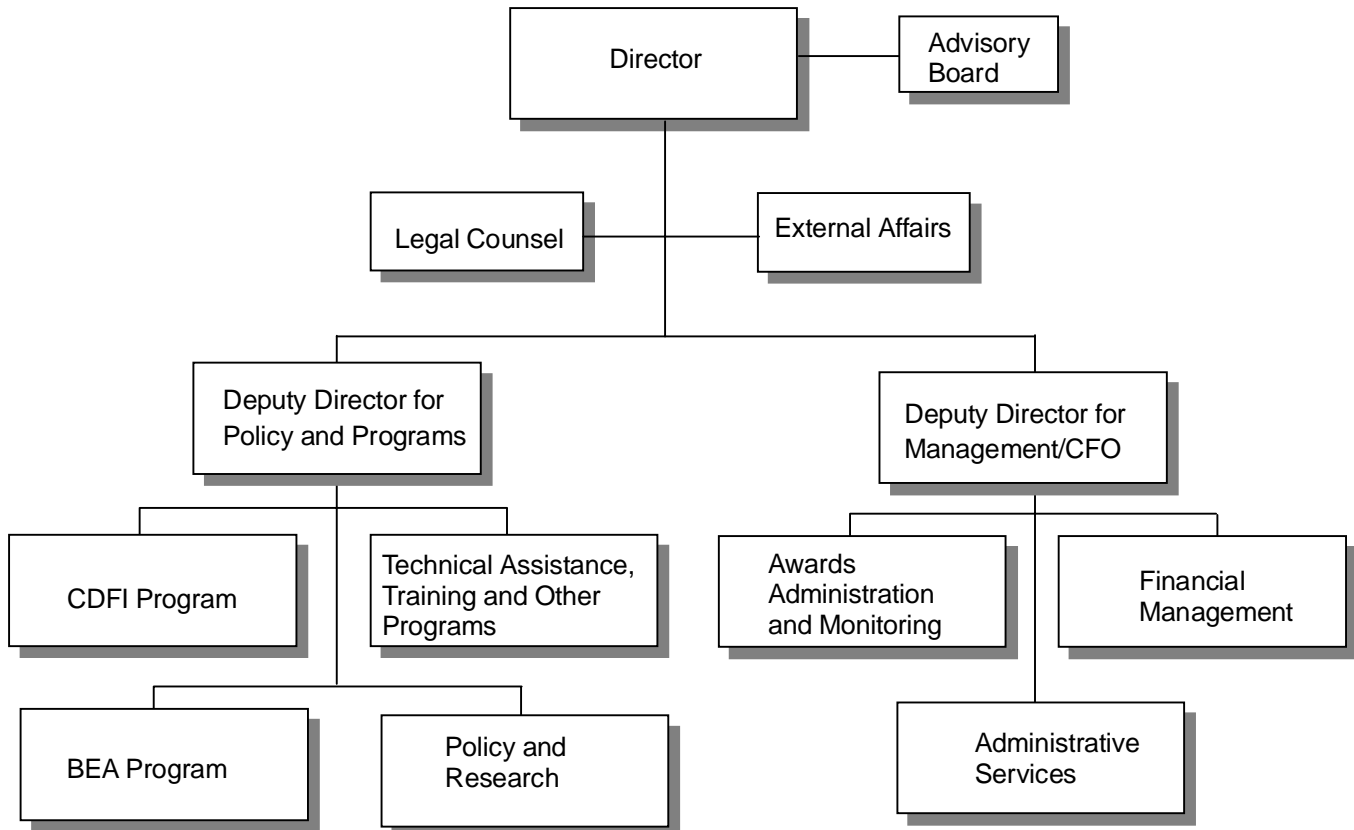 Director
Advisory
Board
Legal Counsel
External Affairs
Deputy Director for
Policy and Programs
Deputy Director for
Management/CFO
CDFI Program
Technical Assistance,
Training and Other
Programs
Awards
Administration
and Monitoring
Financial
Management
BEA Program
Policy and
Research
Administrative
Services